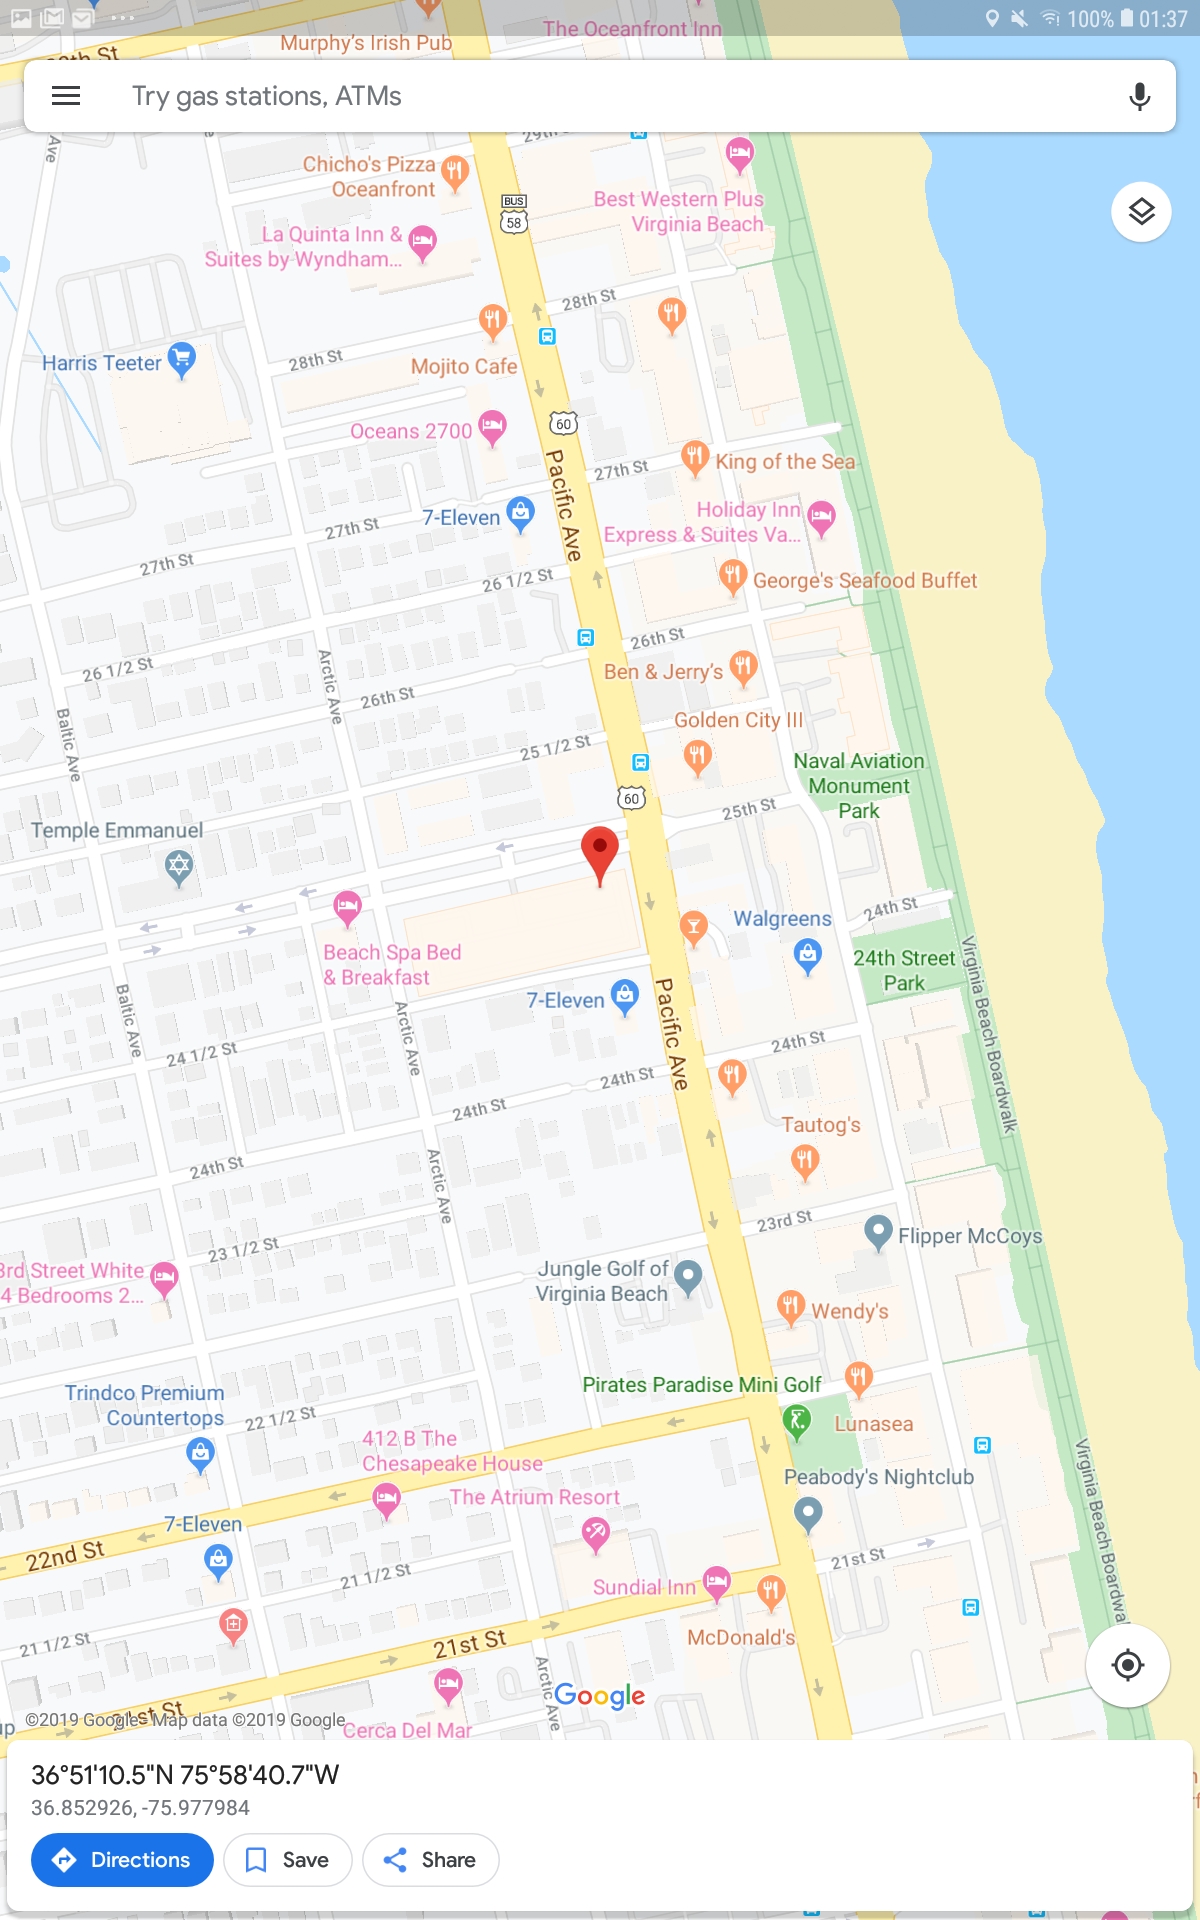 100% 01:37
Murphy's Irish Pub
The Oceanfront Inn
Try gas stations, ATMs
Ave
Chicho's Pizza
Oceanfront
BUS
58
Best Western Plus
Virginia Beach
La Quinta Inn &
Suites by Wyndham...
28th St
28th St
Harris Teeter
Mojito Cafe
60
Oceans 2700
Pacific Ave
27th St
King of the Sea
7-Eleven
27th St
Holiday Inn
Express & Suites Va...
27th St
26 1/2 St
George's Seafood Buffet
26th St
26 1/2 St
Arctic Ave
26th St
Ben & Jerry's
Baltic Ave
Golden City III
25 1/2 St
Naval Aviation
Monument
Park
60
25th St
Temple Emmanuel
Walgreens
24th St
Beach Spa Bed
& Breakfast
24th Street
Park
Virginia Beach Boardwalk
7-Eleven
Pacific Ave
Baltic Ave
Arctic Ave
24 1/2 St
24th St
24th St
24th St
Tautog's
24th St
Arctic Ave
23rd St
Flipper McCoys
23 1/2 St
3rd Street White
4 Bedrooms 2...
Jungle Golf of
Virginia Beach
Wendy's
Trindco Premium
Countertops
Pirates Paradise Mini Golf
22 1/2 St
Lunasea
412 B The
Chesapeake House
Peabody's Nightclub
The Atrium Resort
Virginia Beach Boardwa
7-Eleven
22nd St
21st St
21 1/2 St
Sundial Inn
McDonald's
21 1/2 St
21st St
Arctic Ave
Google
21st St
©2019 Google - Map data ©2019 Google
Cerca Del Mar
36°51'10.5"N 75°58'40.7"W
36.852926, -75.977984
Directions Save Share